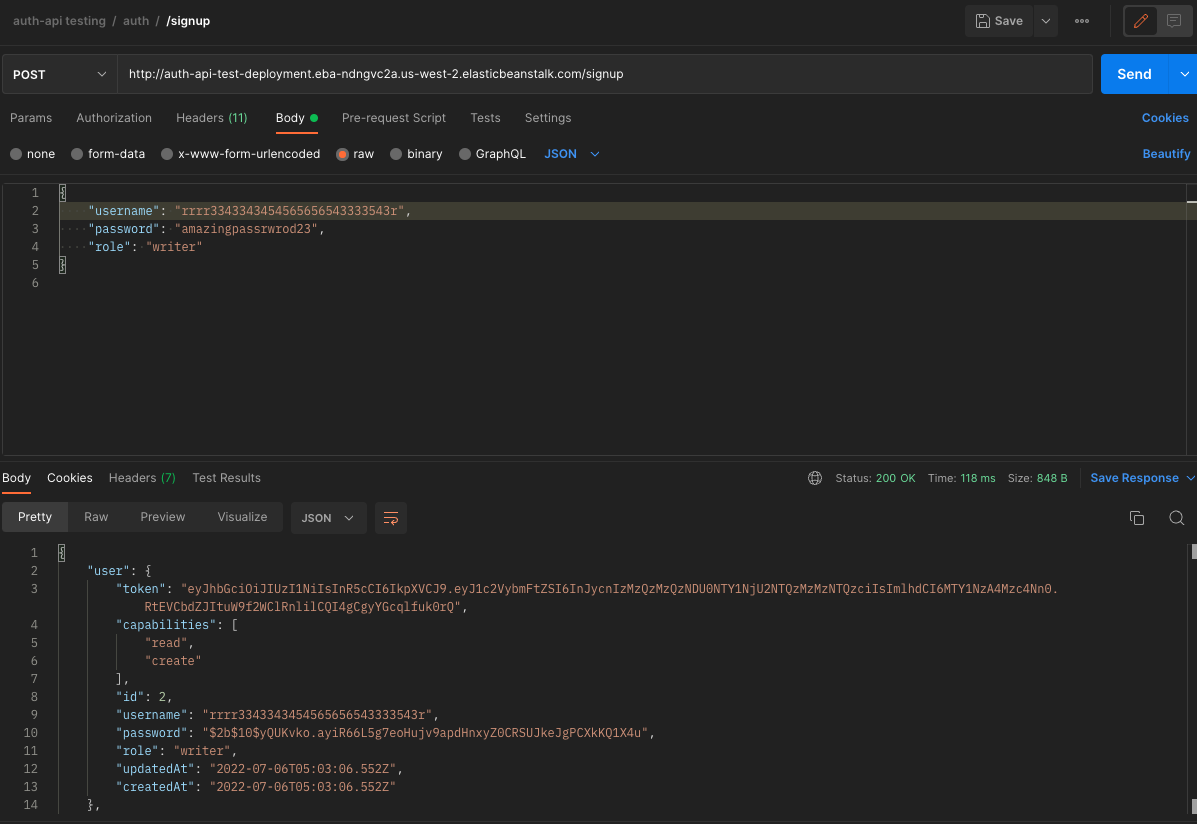 auth-api testing / auth / /signup
Save
POST http://auth-api-test-deployment.eba-ndngvc2a.us-west-2.elasticbeanstalk.com/signup Send
Params Authorization Headers (11) Body Pre-request Script Tests Settings Cookies
none form-data x-www-form-urlencoded raw binary GraphQL JSON Beautify
1 {
2 "username": "rrrr3343343454565656543333543r",
3 "password": "amazingpassrwrod23",
4 "role": "writer"
5 }
6
Body Cookies Headers (7) Test Results Status: 200 OK Time: 118 ms Size: 848 B Save Response
Pretty Raw Preview Visualize JSON
1 {
2 "user": {
3 "token": "eyJhbGciOiJIUzI1NiIsInR5cCI6IkpXVCJ9.eyJ1c2VybmFtZSI6InJycnIzMzQzMzQzNDU0NTY1NjU2NTQzMzMzNTQzciIsImlhdCI6MTY1NzA4Mzc4Nn0.
RtEVCbdZJItuW9f2WClRnlilCQI4gCgyYGcqlfuk0rQ",
4 "capabilities": [
5 "read",
6 "create"
7 ],
8 "id": 2,
9 "username": "rrrr3343343454565656543333543r",
10 "password": "$2b$10$yQUKvko.ayiR66L5g7eoHujv9apdHnxyZ0CRSUJkeJgPCXkKQ1X4u",
11 "role": "writer",
12 "updatedAt": "2022-07-06T05:03:06.552Z",
13 "createdAt": "2022-07-06T05:03:06.552Z"
14 },